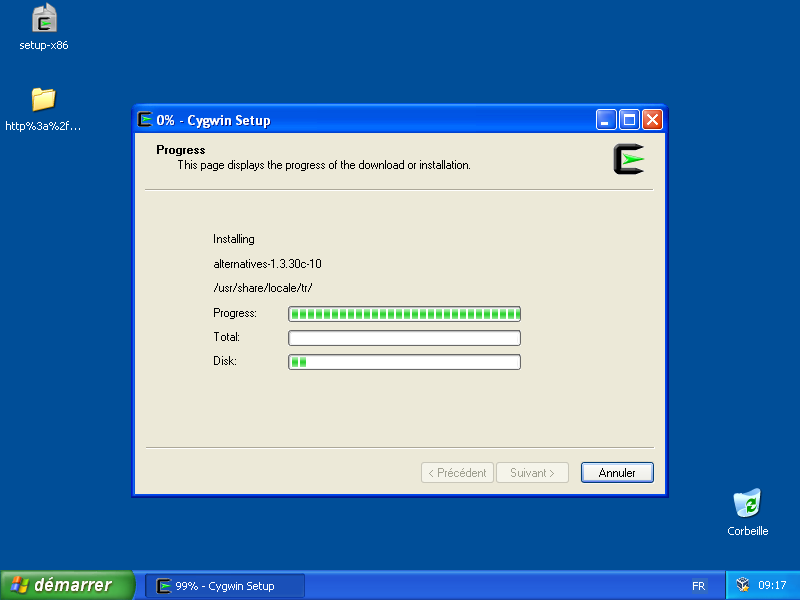 setup-x86
http%3a%2f...
0% - Cygwin Setup
Progress
This page displays the progress of the download or installation.
Installing
alternatives-1.3.30c-10
/usr/share/locale/tr/
Progress:
Total:
Disk:
< Précédent
Suivant >
Annuler
Corbeille
démarrer
99% - Cygwin Setup
FR
09:17